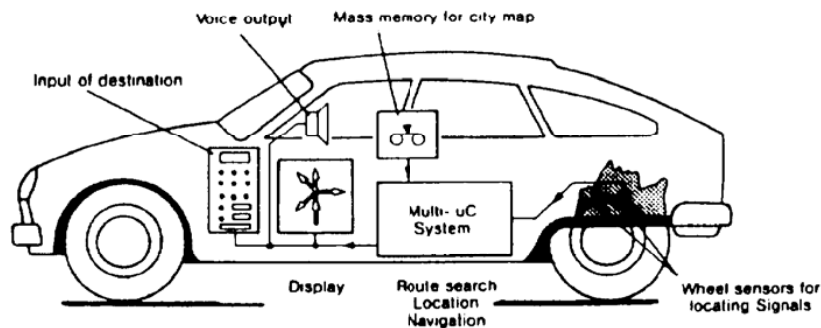 Voice output
Mass memory for city map
Input of destination
Multi-uC
System
Display
Route search
Location
Navigation
Wheel sensors for
locating Signals